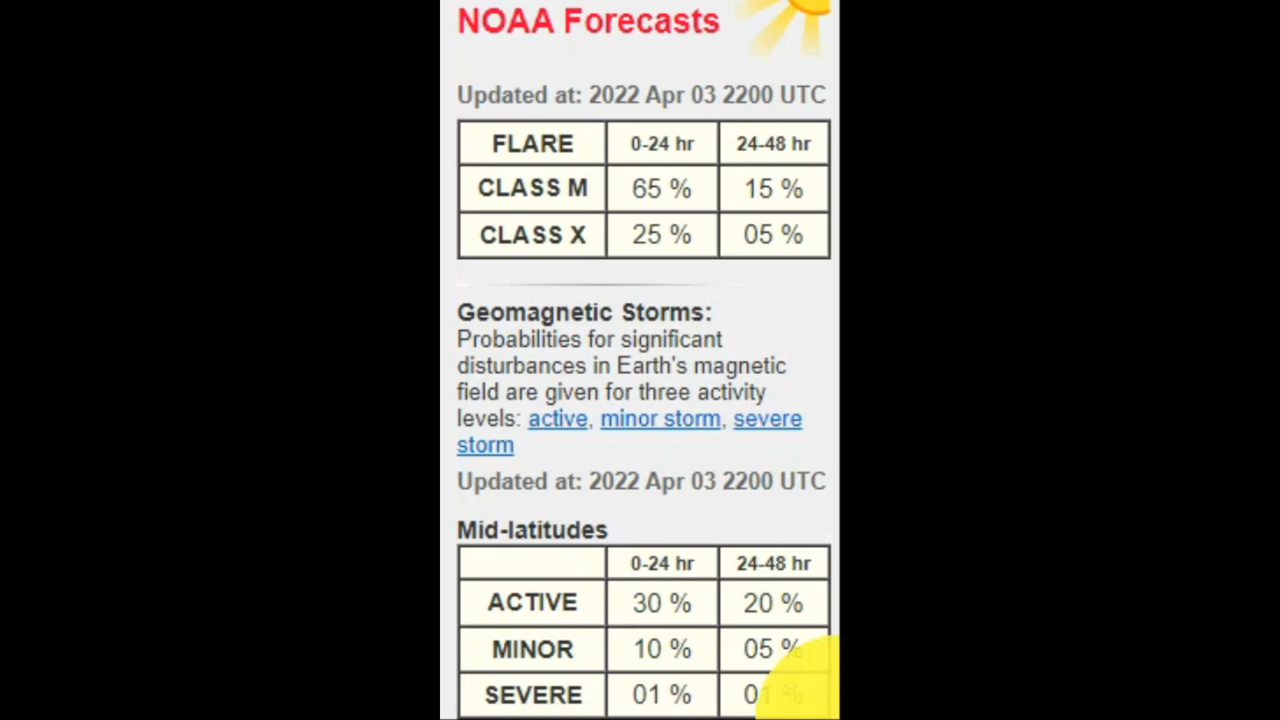 NOAA Forecasts
Updated at: 2022 Apr 03 2200 UTC
FLARE 0-24 hr 24-48 hr
CLASS M 65 % 15 %
CLASS X 25 % 05 %
Geomagnetic Storms:
Probabilities for significant
disturbances in Earth's magnetic
field are given for three activity
levels: active, minor storm, severe
storm
Updated at: 2022 Apr 03 2200 UTC
Mid-latitudes
0-24 hr 24-48 hr
ACTIVE 30 % 20 %
MINOR 10 % 05 %
SEVERE 01 % 01 %